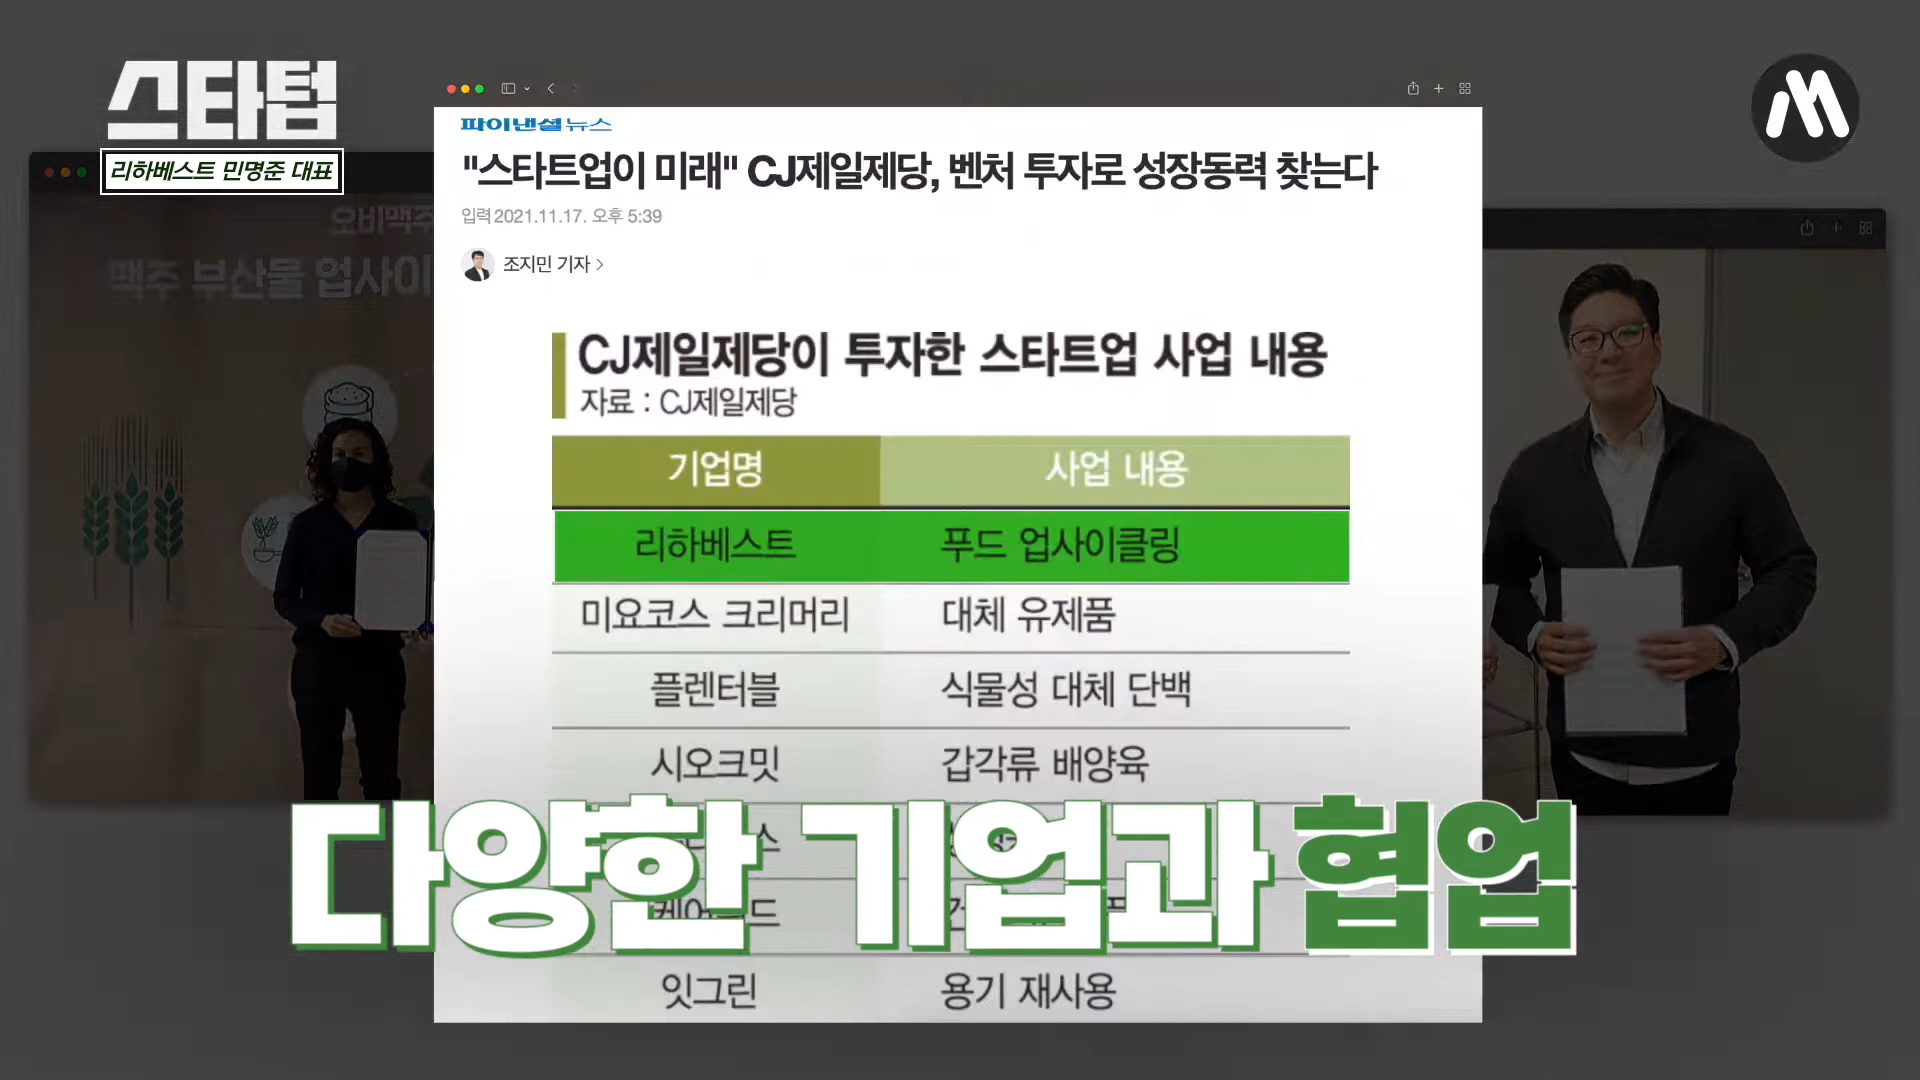 스타텀
리하베스트 민명준 대표
오비맥주
맥주 부산물 업사이
파이낸셜뉴스
"스타트업이 미래" CJ제일제당, 벤처 투자로 성장동력 찾는다
입력 2021.11.17. 오후 5:39
조지민 기자
CJ제일제당이 투자한 스타트업 사업 내용
자료 : CJ제일제당
기업명 사업 내용
리하베스트 푸드 업사이클링
미요코스 크리머리 대체 유제품
플렌터블 식물성 대체 단백
시오크밋 갑각류 배양육
다양한 기업과 협업
잇그린 용기 재사용